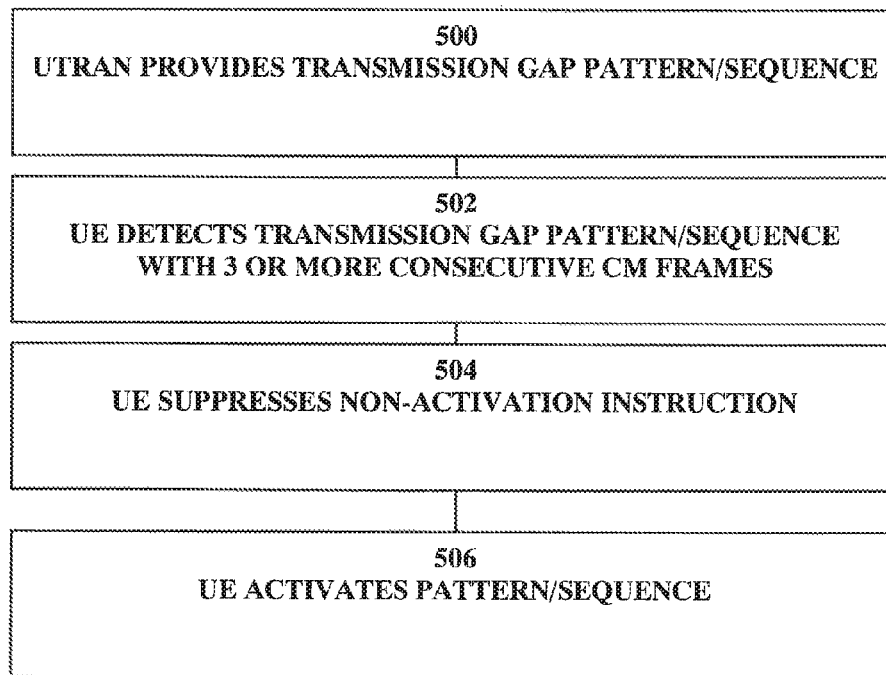 500
UTRAN PROVIDES TRANSMISSION GAP PATTERN/SEQUENCE
502
UE DETECTS TRANSMISSION GAP PATTERN/SEQUENCE
WITH 3 OR MORE CONSECUTIVE CM FRAMES
504
UE SUPPRESSES NON-ACTIVATION INSTRUCTION
506
UE ACTIVATES PATTERN/SEQUENCE